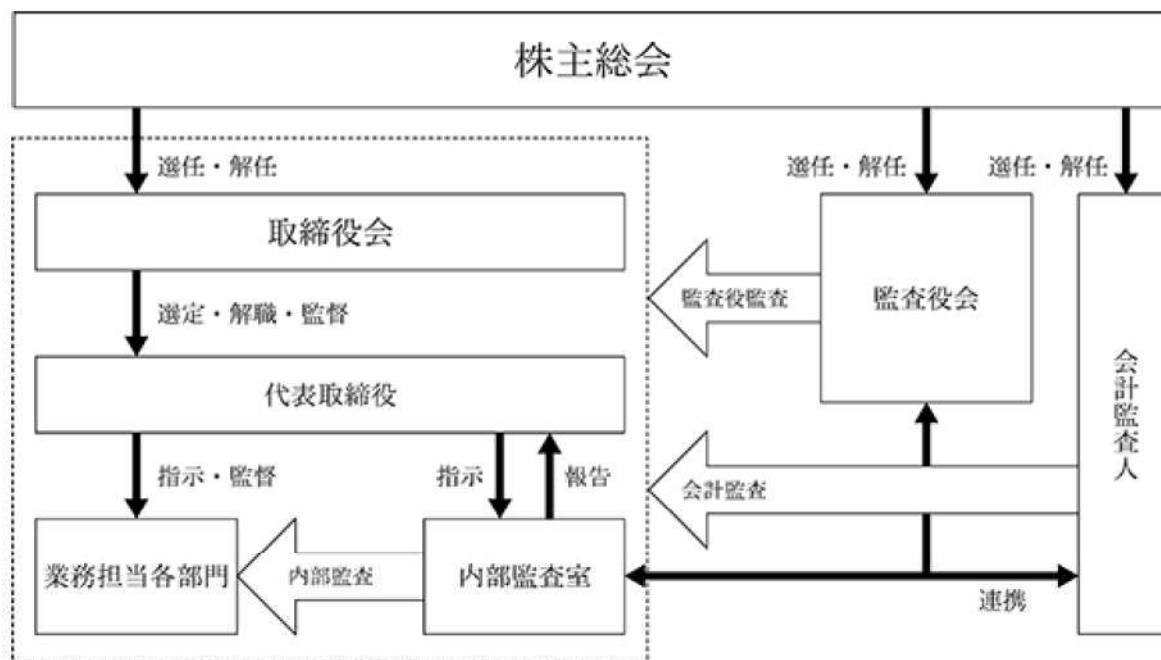 株主総会
選任・解任
選任・解任
選任・解任
取締役会
監査役監査
監査役会
選定・解職・監督
代表取締役
会計監査人
指示・監督
指示
報告
会計監査
業務担当各部門
内部監査
内部監査室
連携